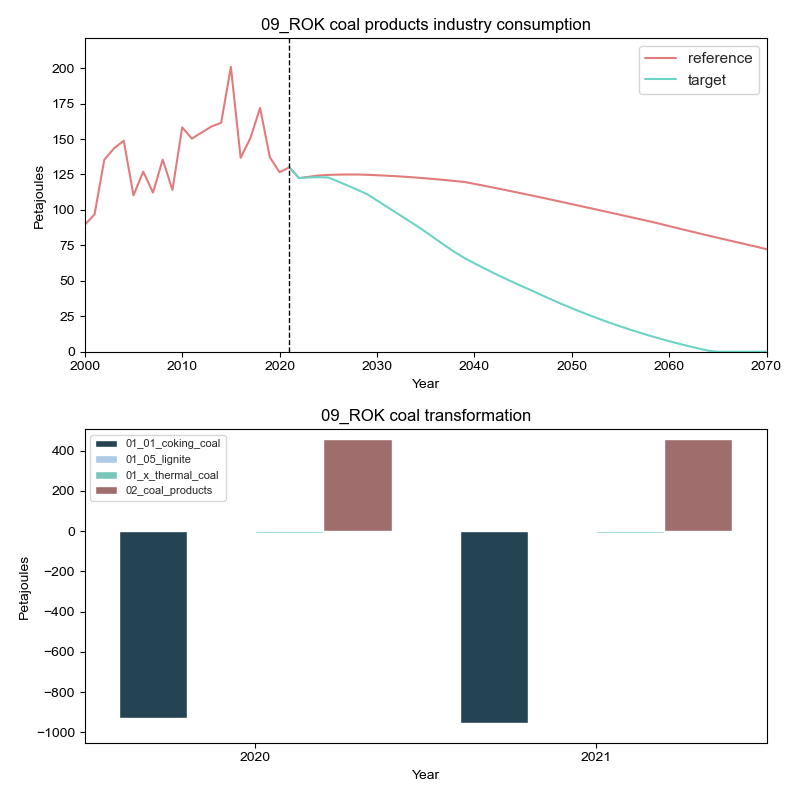 09_ROK coal products industry consumption
reference
target
200
175
150
125
100
75
50
25
0
Petajoules
2000 2010 2020 2030 2040 2050 2060 2070
Year
09_ROK coal transformation
01_01_coking_coal
01_05_lignite
01_x_thermal_coal
02_coal_products
400
200
0
−200
−400
−600
−800
−1000
Petajoules
2020 2021
Year